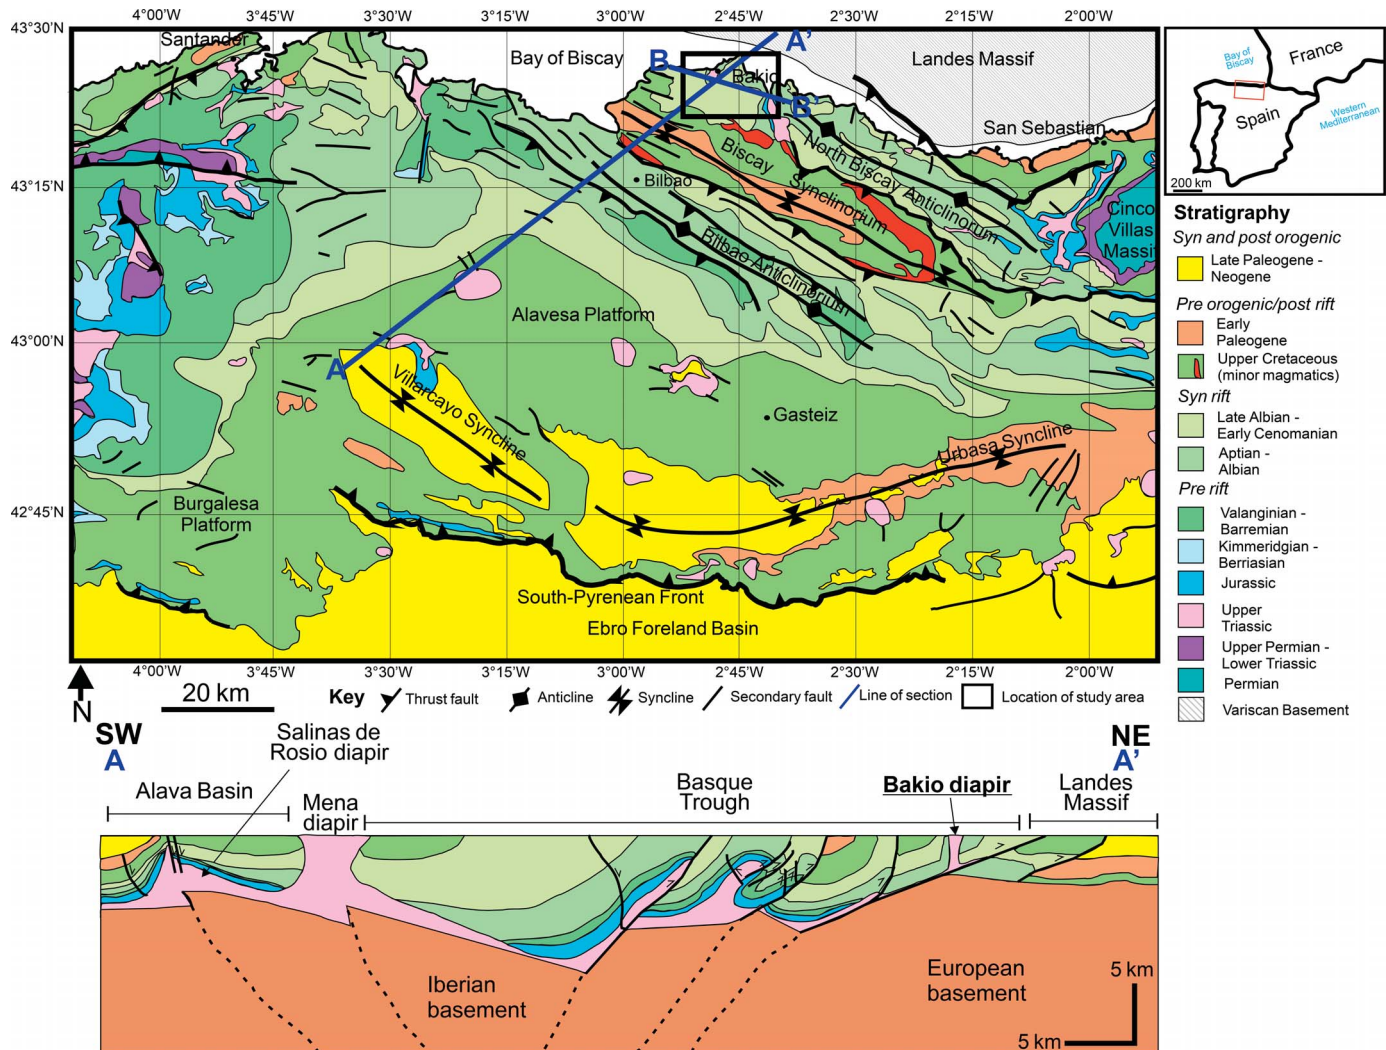 4°00'W 3°45'W 3°30'W 3°15'W 3°00'W 2°45'W 2°30'W 2°15'W 2°00'W
43°30'N
43°15'N
43°00'N
42°45'N
Santander
Bay of Biscay
B
A'
Bakio
B'
Landes Massif
San Sebastian
Biscay
Synclinorium
North Biscay Anticlinorum
Bilbao
Bilbao Anticlinorium
Cinco
Villas
Massif
Alavesa Platform
A
Villarcayo Syncline
Gasteiz
Urbasa Syncline
Burgalesa
Platform
South-Pyrenean Front
Ebro Foreland Basin
4°00'W 3°45'W 3°30'W 3°15'W 3°00'W 2°45'W 2°30'W 2°15'W 2°00'W
N
20 km
Key
Thrust fault
Anticline
Syncline
Secondary fault
Line of section
Location of study area
Bay of
Biscay
France
Spain
Western
Mediterranean
200 km
Stratigraphy
Syn and post orogenic
Late Paleogene -
Neogene
Pre orogenic/post rift
Early
Paleogene
Upper Cretaceous
(minor magmatics)
Syn rift
Late Albian -
Early Cenomanian
Aptian -
Albian
Pre rift
Valanginian -
Barremian
Kimmeridgian -
Berriasian
Jurassic
Upper
Triassic
Upper Permian -
Lower Triassic
Permian
Variscan Basement
SW
A
Salinas de
Rosio diapir
NE
A'
Alava Basin
Mena
diapir
Basque
Trough
Bakio diapir
Landes
Massif
Iberian
basement
European
basement
5 km
5 km